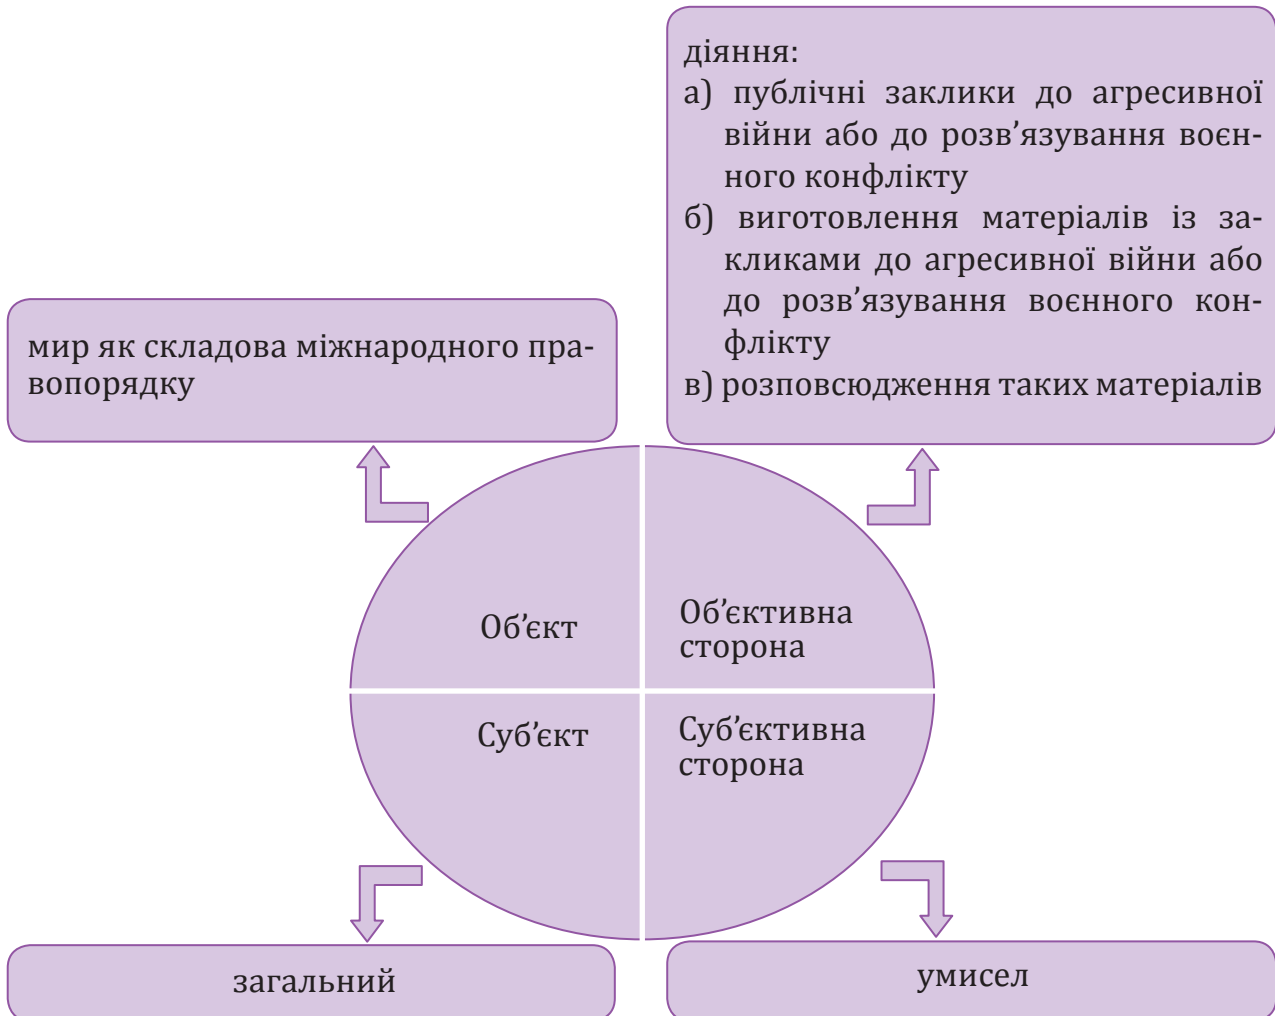 діяння:
а) публічні заклики до агресивної
війни або до розв’язування воєн-
ного конфлікту
б) виготовлення матеріалів із за-
кликами до агресивної війни або
до розв’язування воєнного кон-
флікту
в) розповсюдження таких матеріалів
мир як складова міжнародного пра-
вопорядку
Об’єкт
Об’єктивна
сторона
Суб’єкт
Суб’єктивна
сторона
загальний
умисел